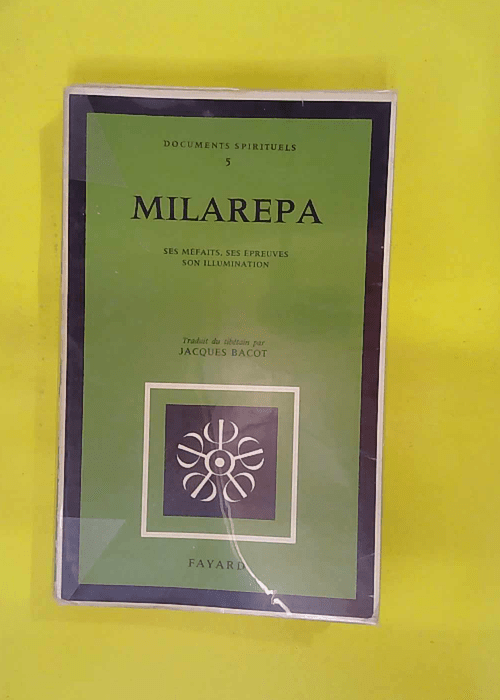 DOCUMENTS SPIRITUELS
5
MILAREPA
SES MÉFAITS, SES ÉPREUVES
SON ILLUMINATION
Traduit du tibétain par
JACQUES BACOT
FAYARD